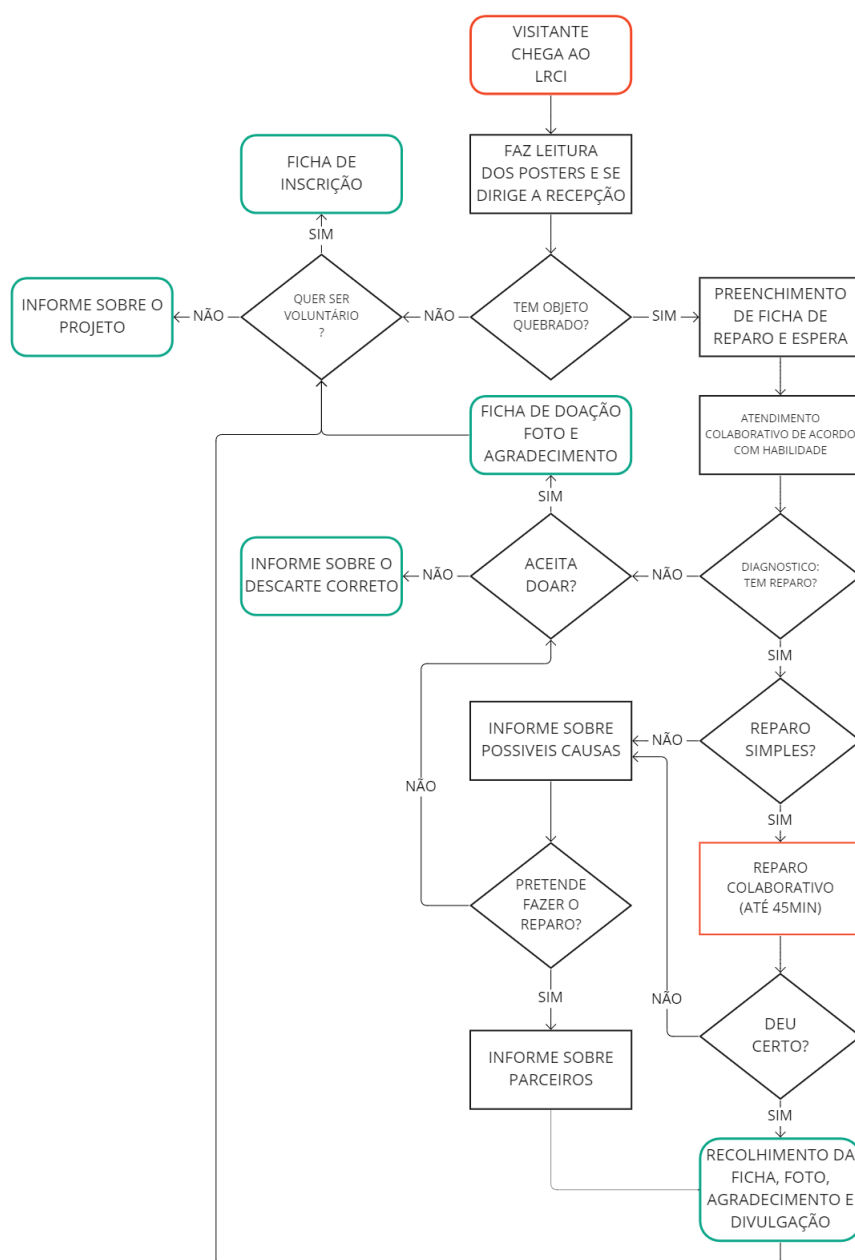 VISITANTE
CHEGA AO
LRCI
FAZ LEITURA
DOS POSTERS E SE
DIRIGE A RECEPÇÃO
FICHA DE
INSCRIÇÃO
SIM
QUER SER
VOLUNTÁRIO
?
NÃO
INFORME SOBRE O
PROJETO
NÃO
TEM OBJETO
QUEBRADO?
SIM
PREENCHIMENTO
DE FICHA DE
REPARO E ESPERA
ATENDIMENTO
COLABORATIVO DE ACORDO
COM HABILIDADE
FICHA DE DOAÇÃO
FOTO E
AGRADECIMENTO
SIM
INFORME SOBRE O
DESCARTE CORRETO
NÃO
ACEITA
DOAR?
NÃO
DIAGNOSTICO:
TEM REPARO?
SIM
INFORME SOBRE
POSSIVEIS CAUSAS
NÃO
REPARO
SIMPLES?
NÃO
SIM
PRETENDE
FAZER O
REPARO?
REPARO
COLABORATIVO
(ATÉ 45MIN)
SIM
NÃO
DEU
CERTO?
INFORME SOBRE
PARCEIROS
SIM
RECOLHIMENTO DA
FICHA, FOTO,
AGRADECIMENTO E
DIVULGAÇÃO